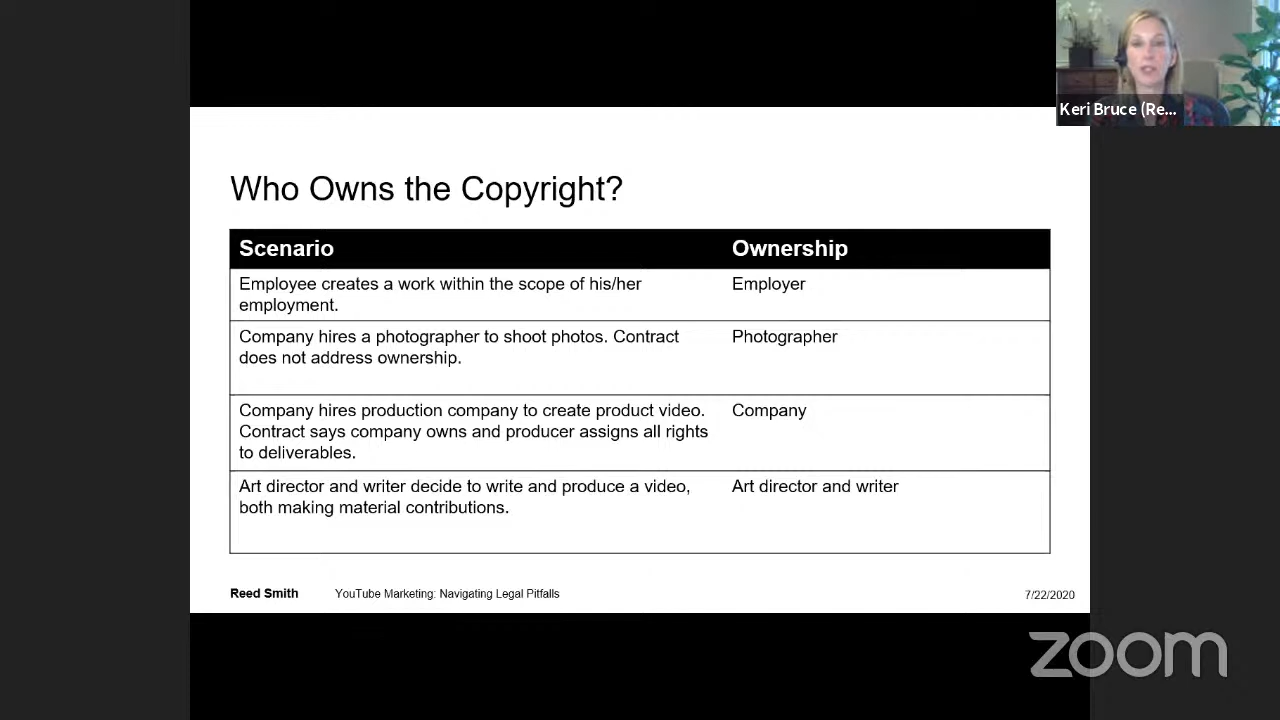 Keri Bruce (Re...
Who Owns the Copyright?
Scenario Ownership
Employee creates a work within the scope of his/her Employer
employment.
Company hires a photographer to shoot photos. Contract Photographer
does not address ownership.
Company hires production company to create product video. Company
Contract says company owns and producer assigns all rights
to deliverables.
Art director and writer decide to write and produce a video, Art director and writer
both making material contributions.
Reed Smith YouTube Marketing: Navigating Legal Pitfalls 7/22/2020
zoom